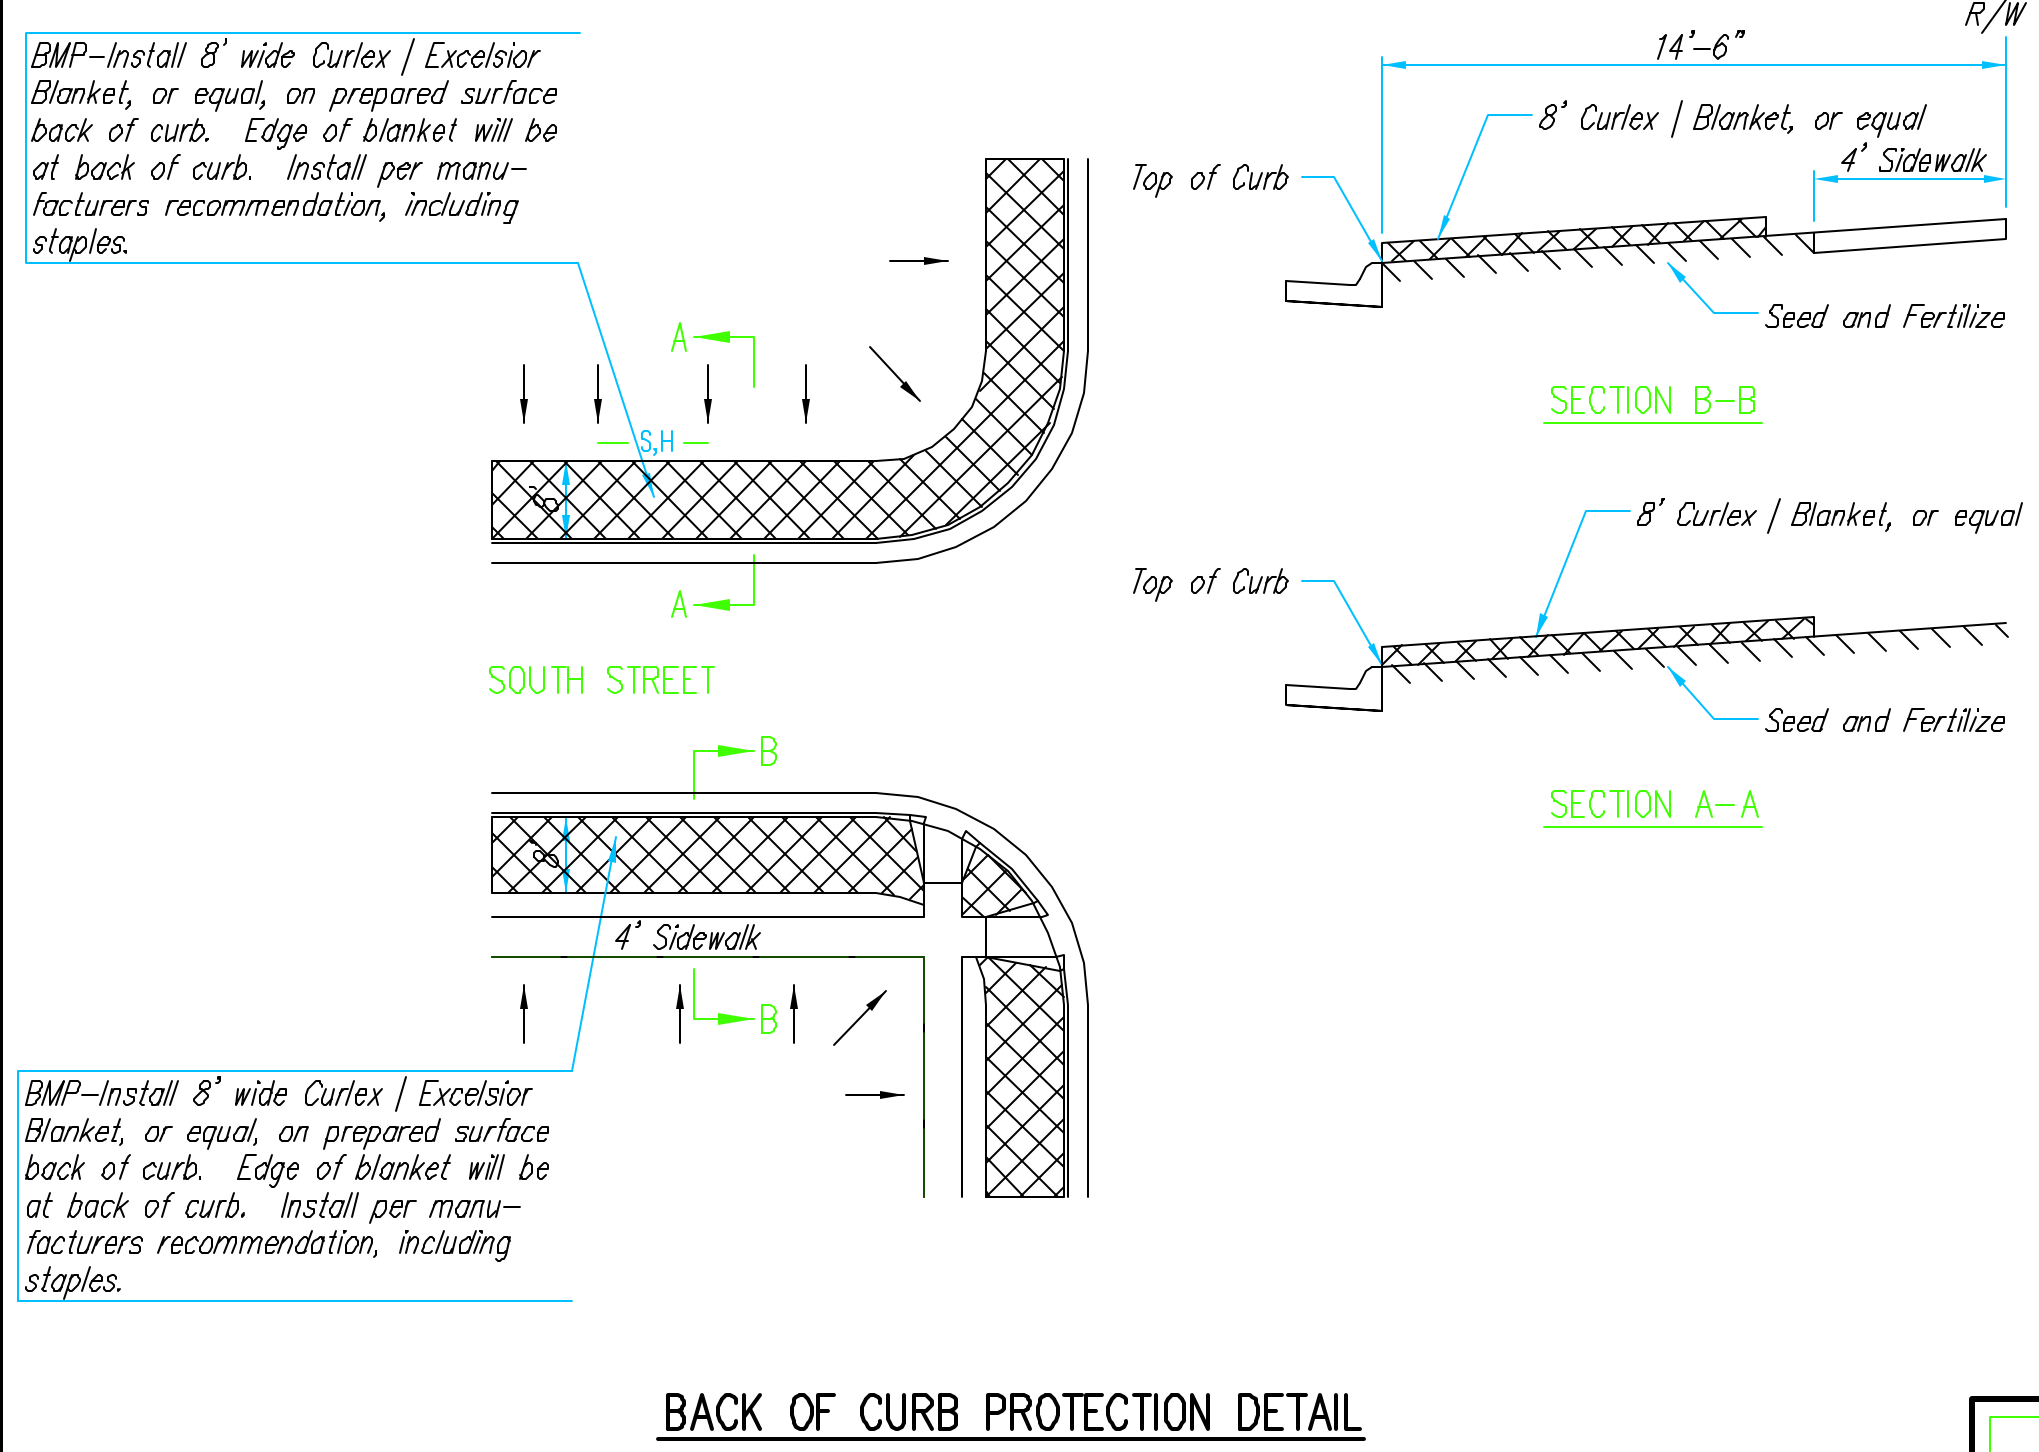 BMP-Install 8' wide Curlex / Excelsior
Blanket, or equal, on prepared surface
back of curb.  Edge of blanket will be
at back of curb.  Install per manu-
facturers recommendation, including
staples.
A
S,H
8'
A
SOUTH STREET
B
8'
4' Sidewalk
B
BMP-Install 8' wide Curlex / Excelsior
Blanket, or equal, on prepared surface
back of curb.  Edge of blanket will be
at back of curb.  Install per manu-
facturers recommendation, including
staples.
R/W
14'-6"
8' Curlex / Blanket, or equal
4' Sidewalk
Top of Curb
Seed and Fertilize
SECTION B-B
8' Curlex / Blanket, or equal
Top of Curb
Seed and Fertilize
SECTION A-A
BACK OF CURB PROTECTION DETAIL